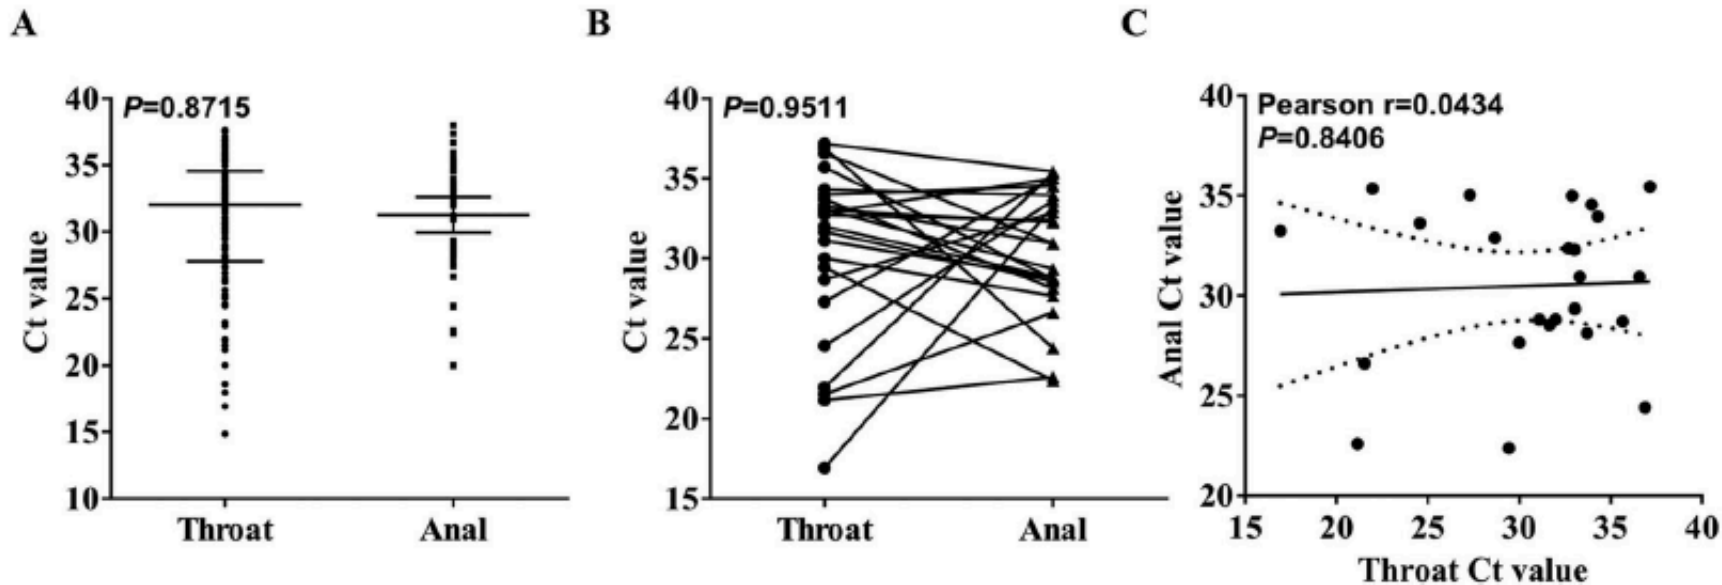 A
P=0.8715
Ct value
40
35
30
25
20
15
10
Throat
Anal
B
P=0.9511
Ct value
40
35
30
25
20
15
Throat
Anal
C
Pearson r=0.0434
P=0.8406
Anal Ct value
40
35
30
25
20
15
20
25
30
35
40
Throat Ct value